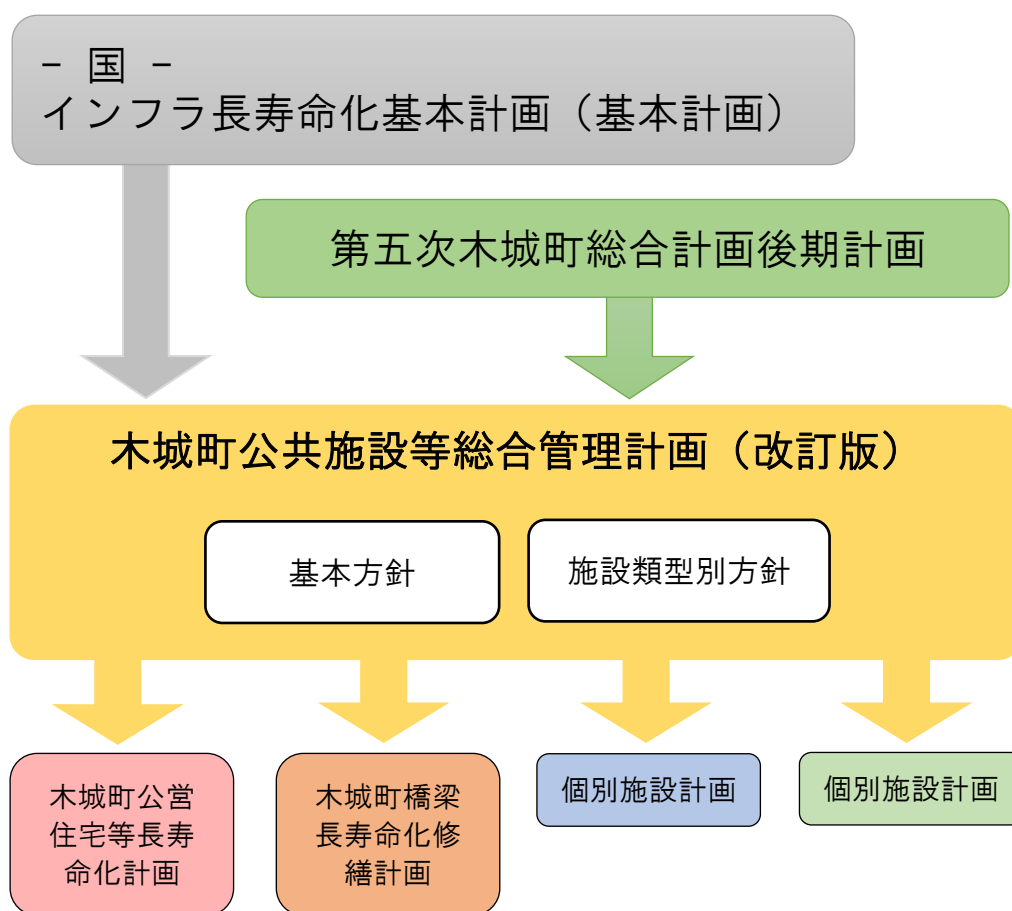 – 国 –
インフラ長寿命化基本計画（基本計画）
第五次木城町総合計画後期計画
木城町公共施設等総合管理計画（改訂版）
基本方針
施設類型別方針
木城町公営
住宅等長寿
命化計画
木城町橋梁
長寿命化修
繕計画
個別施設計画
個別施設計画